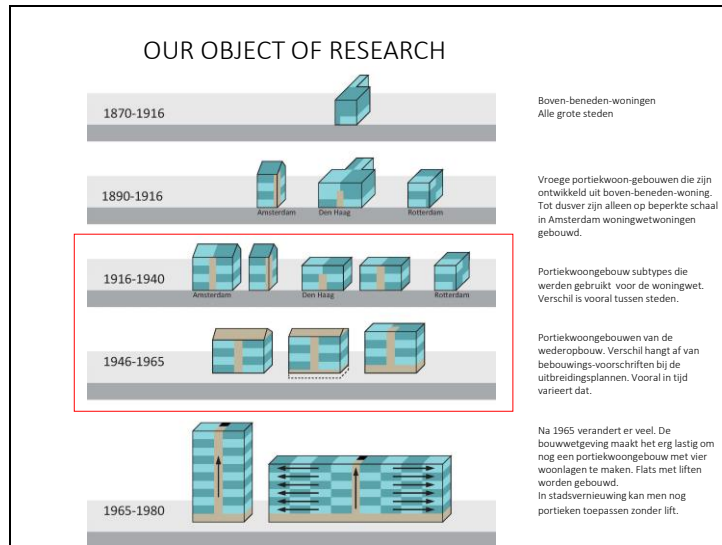 OUR OBJECT OF RESEARCH
1870-1916
Boven-beneden-woningen
Alle grote steden
1890-1916
Amsterdam
Den Haag
Rotterdam
Vroege portiekwoon-gebouwen die zijn
ontwikkeld uit boven-beneden-woning.
Tot dusver zijn alleen op beperkte schaal
in Amsterdam woningwetwoningen
gebouwd.
1916-1940
Amsterdam
Den Haag
Rotterdam
Portiekwoongebouw subtypes die
werden gebruikt voor de woningwet.
Verschil is vooral tussen steden.
1946-1965
Portiekwoongebouwen van de
wederopbouw. Verschil hangt af van
bebouwings-voorschriften bij de
uitbreidingsplannen. Vooral in tijd
varieert dat.
1965-1980
Na 1965 verandert er veel. De
bouwwetgeving maakt het erg lastig om
nog een portiekwoongebouw met vier
woonlagen te maken. Flats met liften
worden gebouwd.
In stadsvernieuwing kan men nog
portieken toepassen zonder lift.